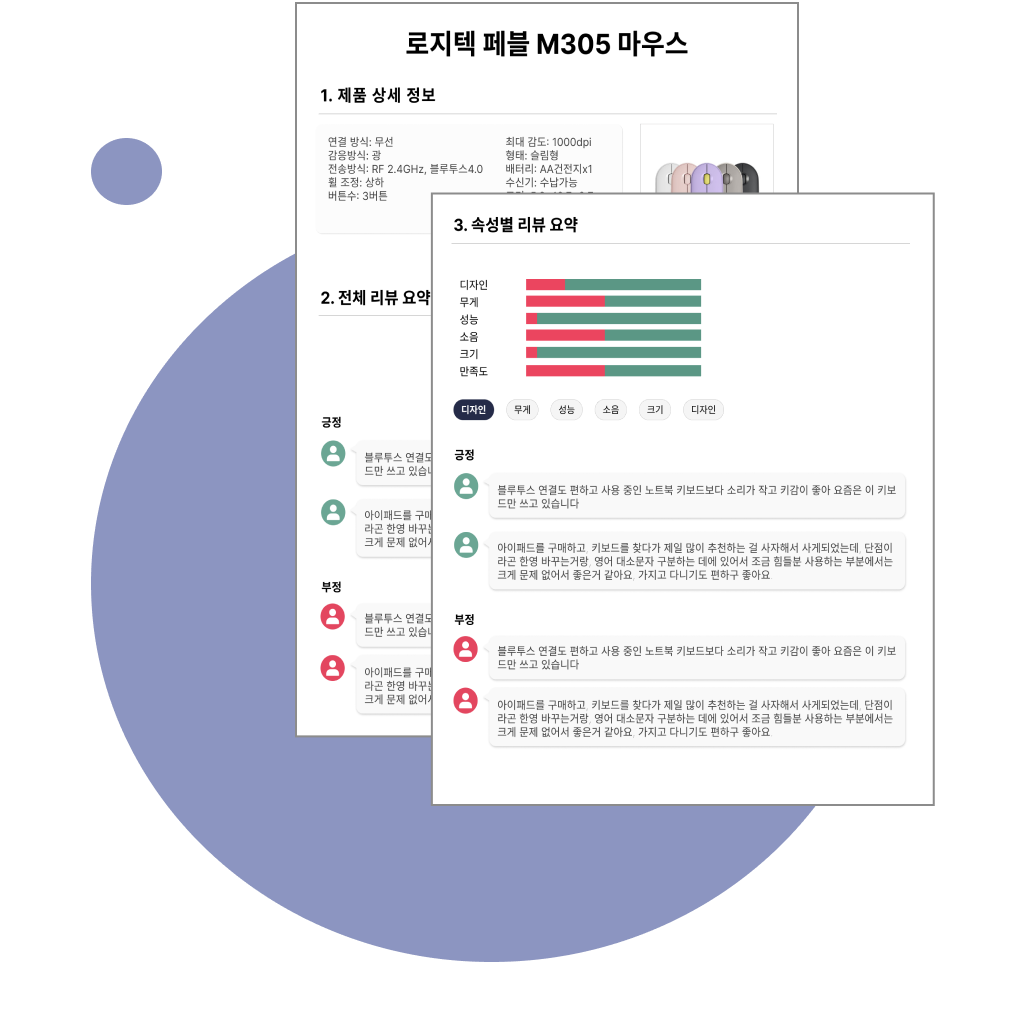 로지텍 페블 M305 마우스
1. 제품 상세 정보
연결 방식: 무선
감응방식: 광
전송방식: RF 2.4GHz, 블루투스4.0
휠 조정: 상하
버튼수: 3버튼
최대 감도: 1000dpi
형태: 슬림형
배터리: AA건전지x1
수신기: 수납가능
2. 전체 리뷰 요약
긍정
블루투스 연결도
드만 쓰고 있습니
아이패드를 구매
라곤 한영 바꾸는
크게 문제 없어서
부정
블루투스 연결도
드만 쓰고 있습니
아이패드를 구매
라곤 한영 바꾸는
크게 문제 없어서
3. 속성별 리뷰 요약
디자인
무게
성능
소음
크기
만족도
디자인 무게 성능 소음 크기 디자인
긍정
블루투스 연결도 편하고 사용 중인 노트북 키보드보다 소리가 작고 키감이 좋아 요즘은 이 키보
드만 쓰고 있습니다
아이패드를 구매하고, 키보드를 찾다가 제일 많이 추천하는 걸 사자해서 사게되었는데, 단점이
라곤 한영 바꾸는거랑, 영어 대소문자 구분하는 데에 있어서 조금 힘들분 사용하는 부분에서는
크게 문제 없어서 좋은거 같아요, 가지고 다니기도 편하구 좋아요
부정
블루투스 연결도 편하고 사용 중인 노트북 키보드보다 소리가 작고 키감이 좋아 요즘은 이 키보
드만 쓰고 있습니다
아이패드를 구매하고, 키보드를 찾다가 제일 많이 추천하는 걸 사자해서 사게되었는데, 단점이
라곤 한영 바꾸는거랑, 영어 대소문자 구분하는 데에 있어서 조금 힘들분 사용하는 부분에서는
크게 문제 없어서 좋은거 같아요, 가지고 다니기도 편하구 좋아요